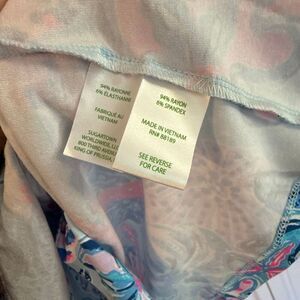 94% RAYONNE
6% ÉLASTHANE
FABRIQUÉ AU
VIETNAM
SUGARTOWN
WORLDWIDE, LLC
800 THIRD AVENUE
KING OF PRUSSIA,
94% RAYON
6% SPANDEX
MADE IN VIETNAM
RN# 88189
SEE REVERSE
FOR CARE